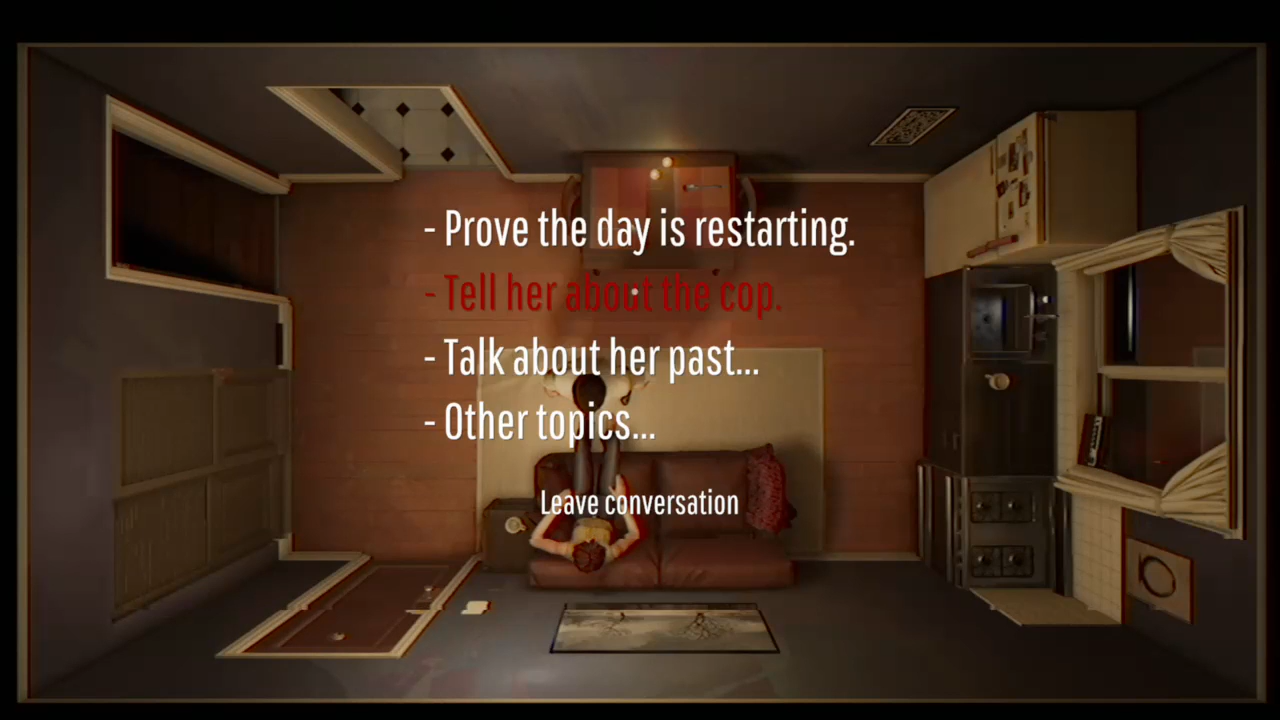 - Prove the day is restarting.
- Tell her about the cop.
- Talk about her past...
- Other topics...
Leave conversation